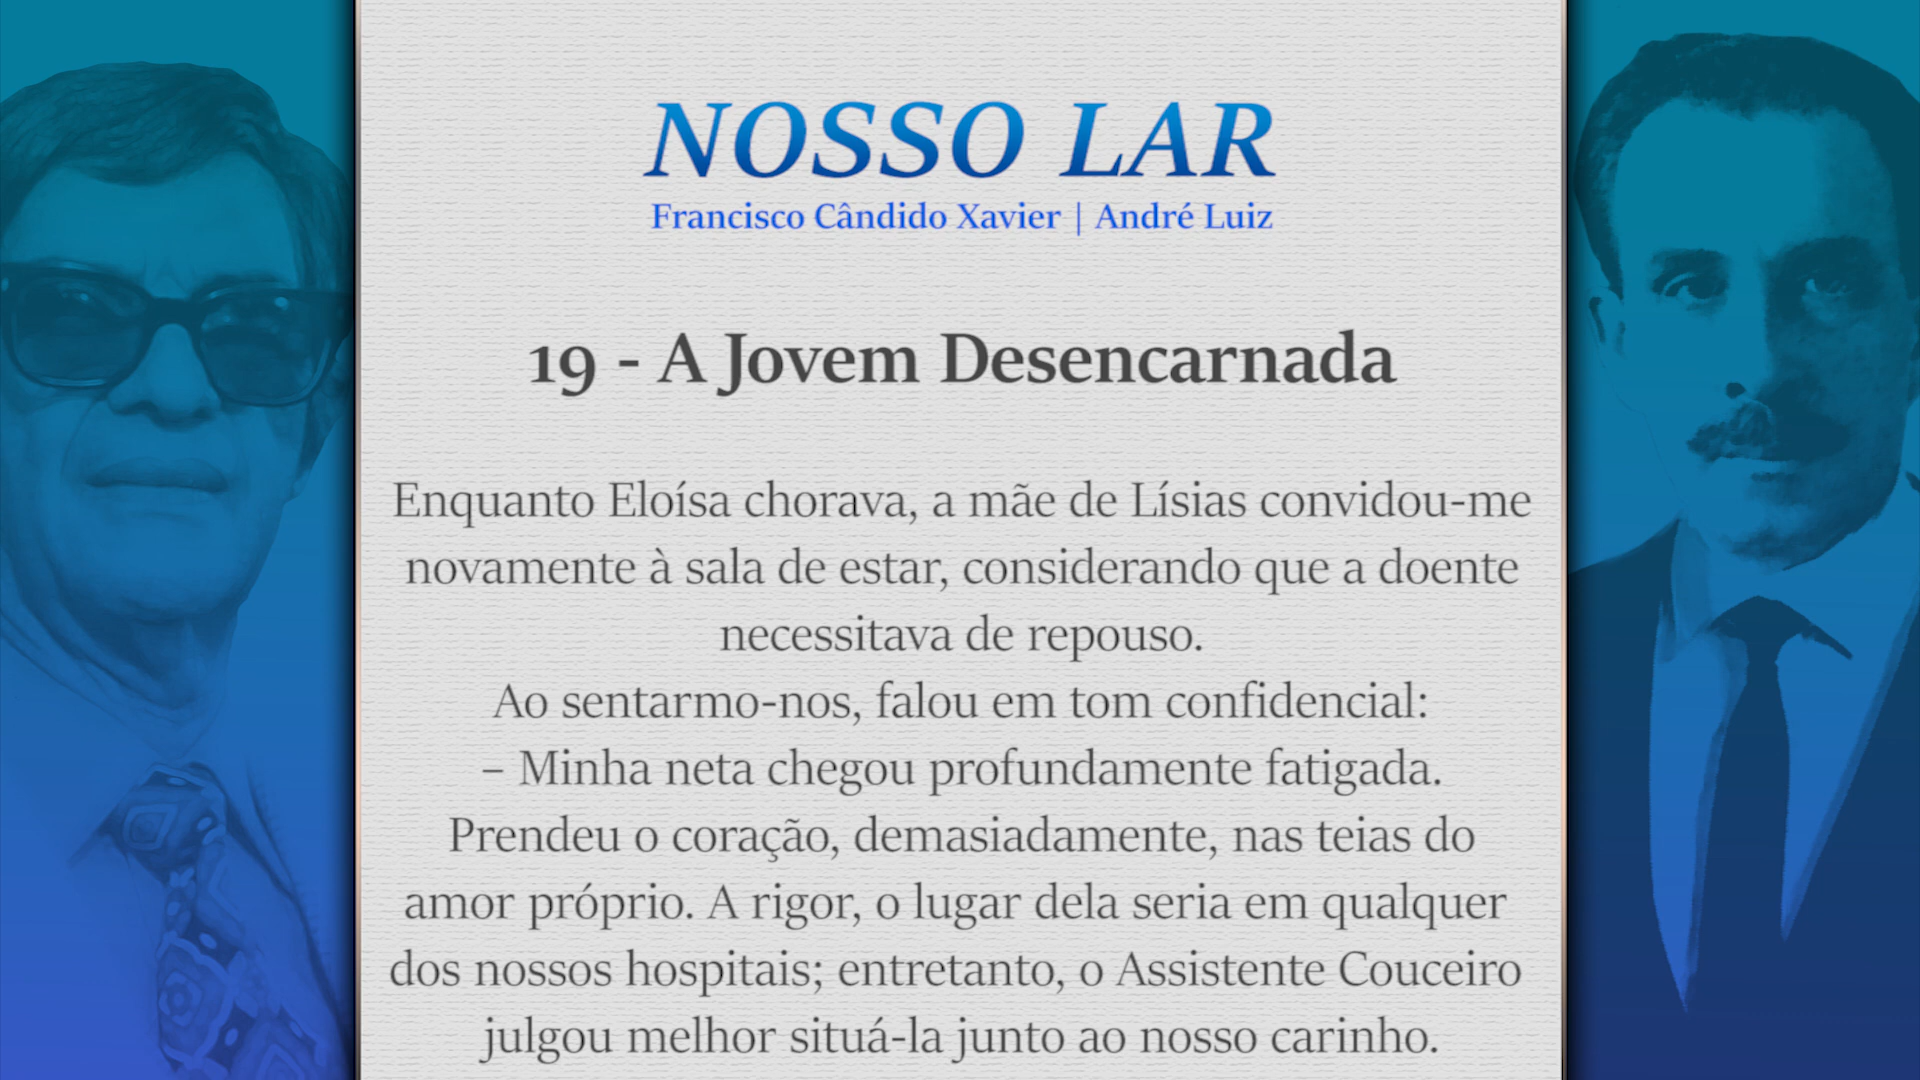 NOSSO LAR
Francisco Cândido Xavier | André Luiz
19 - A Jovem Desencarnada
Enquanto Eloísa chorava, a mãe de Lísias convidou-me
novamente à sala de estar, considerando que a doente
necessitava de repouso.
Ao sentarmo-nos, falou em tom confidencial:
– Minha neta chegou profundamente fatigada.
Prendeu o coração, demasiadamente, nas teias do
amor próprio. A rigor, o lugar dela seria em qualquer
dos nossos hospitais; entretanto, o Assistente Couceiro
julgou melhor situá-la junto ao nosso carinho.